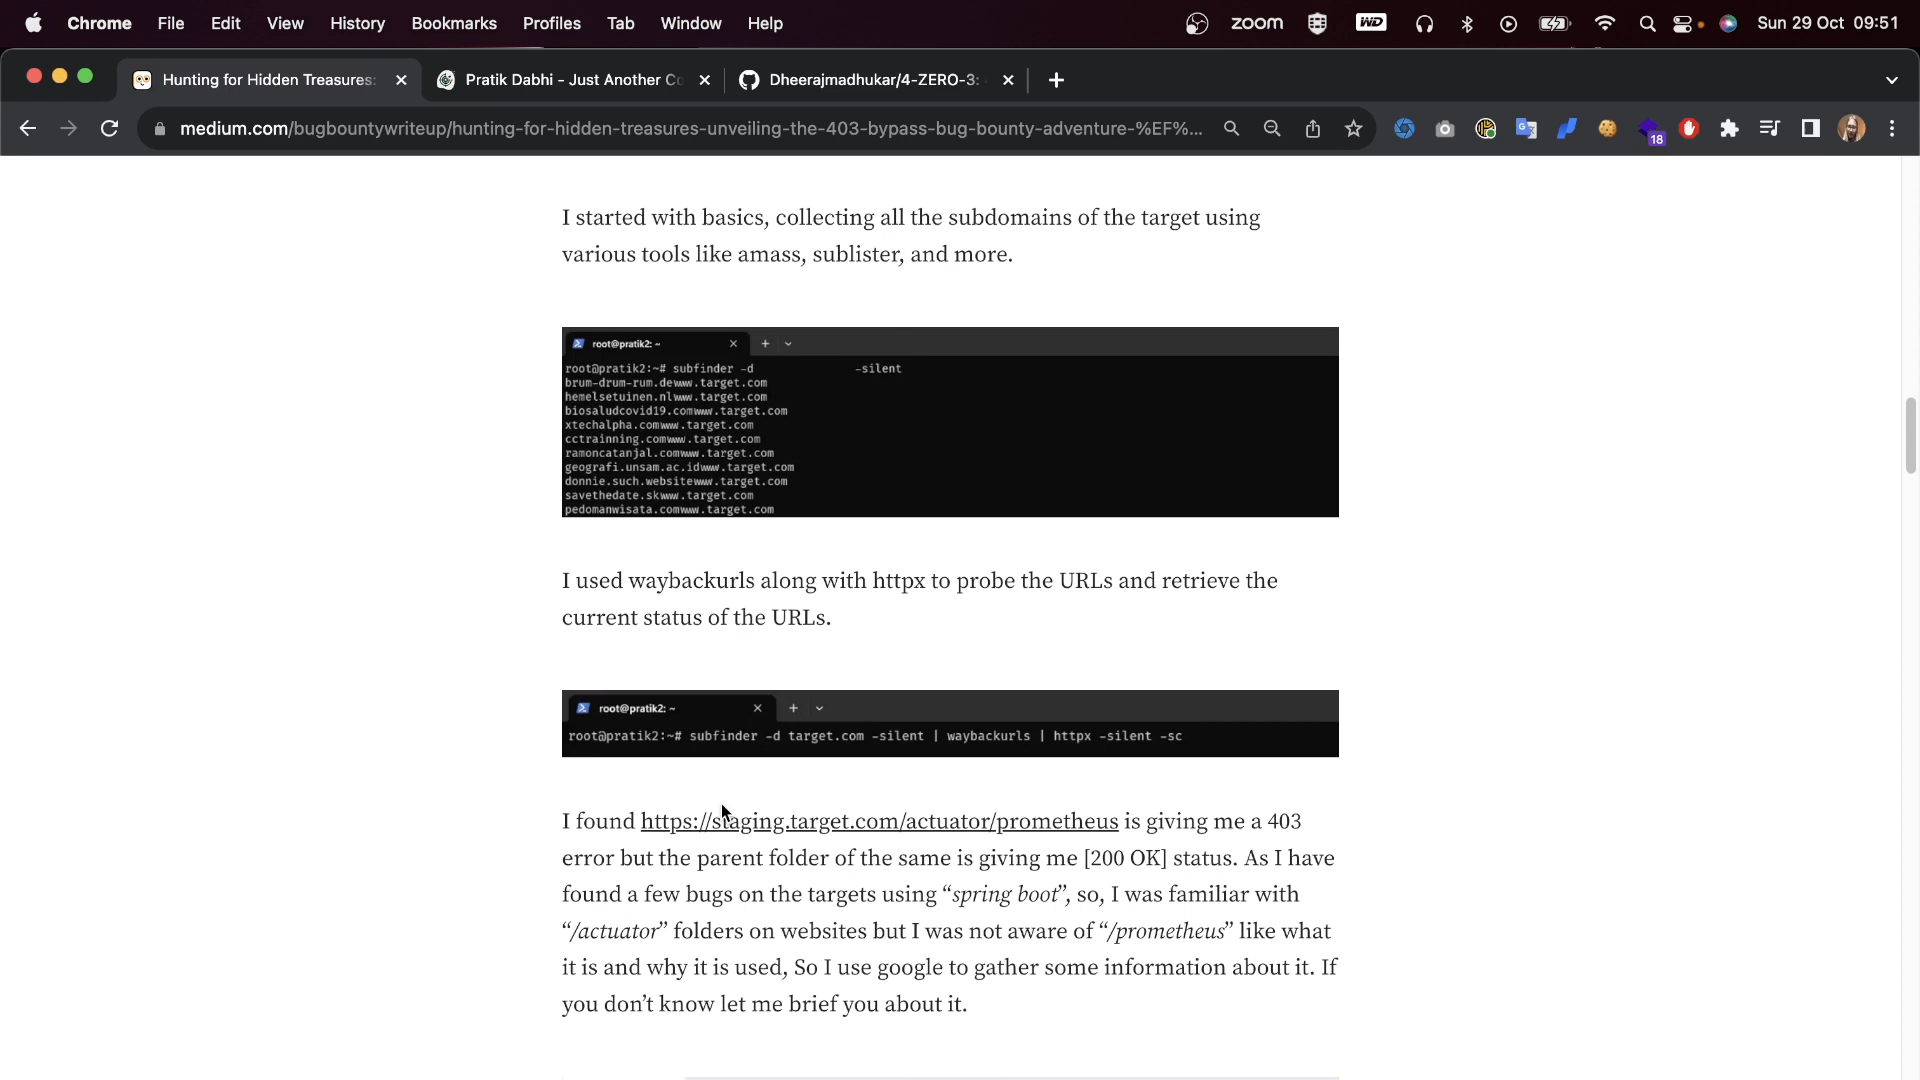 Chrome File Edit View History Bookmarks Profiles Tab Window Help zoom WD Sun 29 Oct 09:51
Hunting for Hidden Treasures: Pratik Dabhi - Just Another Co Dheerajmadhukar/4-ZERO-3:
medium.com/bugbountywriteup/hunting-for-hidden-treasures-unveiling-the-403-bypass-bug-bounty-adventure-%EF%... 18
I started with basics, collecting all the subdomains of the target using
various tools like amass, sublister, and more.
root@pratik2: ~
root@pratik2:~# subfinder -d -silent
brum-drum-rum.dewww.target.com
hemelsetuinen.nlwww.target.com
biosaludcovid19.comwww.target.com
xtechalpha.comwww.target.com
cctrainning.comwww.target.com
ramoncatanjal.comwww.target.com
geografi.unsam.ac.idwww.target.com
donnie.such.websitewww.target.com
savethedate.skwww.target.com
pedomanwisata.comwww.target.com
I used waybackurls along with httpx to probe the URLs and retrieve the
current status of the URLs.
root@pratik2: ~
root@pratik2:~# subfinder -d target.com -silent | waybackurls | httpx -silent -sc
I found https://staging.target.com/actuator/prometheus is giving me a 403
error but the parent folder of the same is giving me [200 OK] status. As I have
found a few bugs on the targets using “spring boot”, so, I was familiar with
“/actuator” folders on websites but I was not aware of “/prometheus” like what
it is and why it is used, So I use google to gather some information about it. If
you don’t know let me brief you about it.